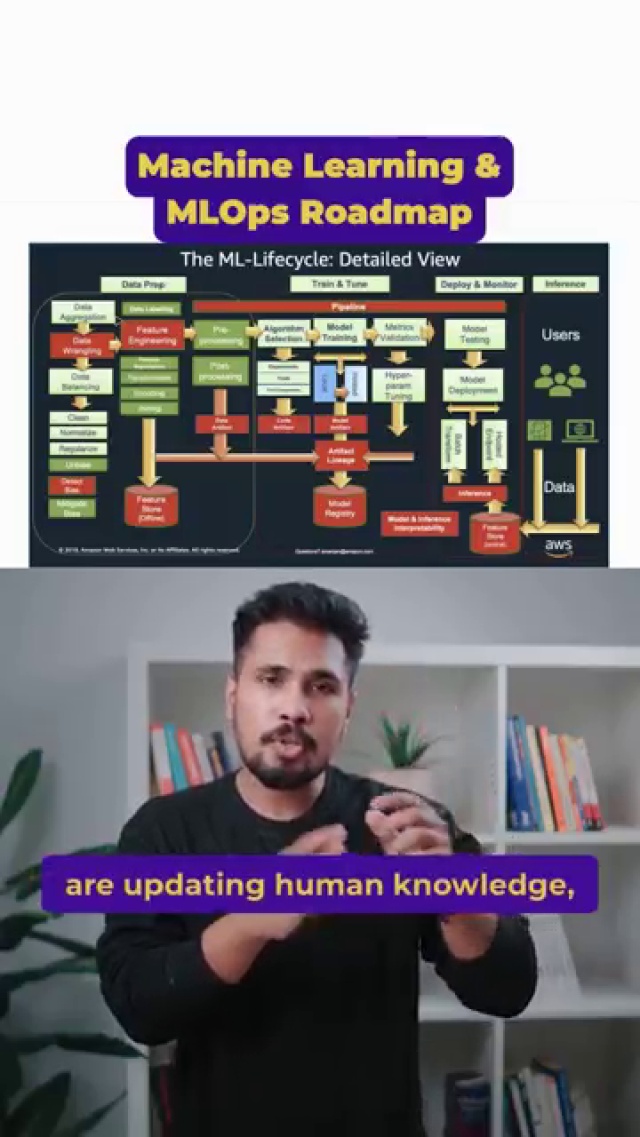 Machine Learning &
MLOps Roadmap
The ML-Lifecycle: Detailed View
Data Prep
Train & Tune
Deploy & Monitor
Inference
Pipeline
Data
Aggregation
Data
Wrangling
Data
Balancing
Clean
Normalize
Regularize
Unbias
Detect
Bias
Mitigate
Bias
Data Labelling
Feature
Engineering
Feature
Store
(Offline)
Pre-
processing
Post-
processing
Data
Artifact
Algorithm
Selection
Code
Artifact
Model
Training
Model
Artifact
Artifact
Lineage
Model
Registry
Metrics
Validation
Hyper-
param
Tuning
Model & Inference
Interpretability
Model
Testing
Model
Deployment
Batch
Transform
Hosted
Endpoint
Inference
Feature
Store
Users
Data
aws
are updating human knowledge,